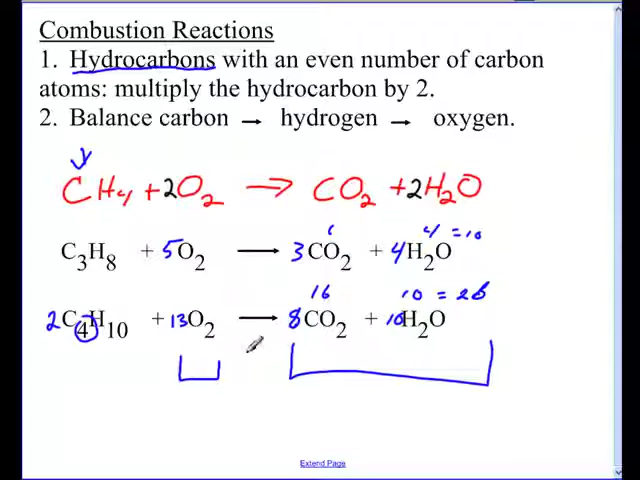 Combustion Reactions
1. Hydrocarbons with an even number of carbon
atoms: multiply the hydrocarbon by 2.
2. Balance carbon → hydrogen → oxygen.
CH4 + 2O2 → CO2 + 2H2O
6 4 = 10
C3H8 + 5O2 → 3CO2 + 4H2O
16 10 = 26
2C4H10 + 13O2 → 8CO2 + 10H2O
Extend Page